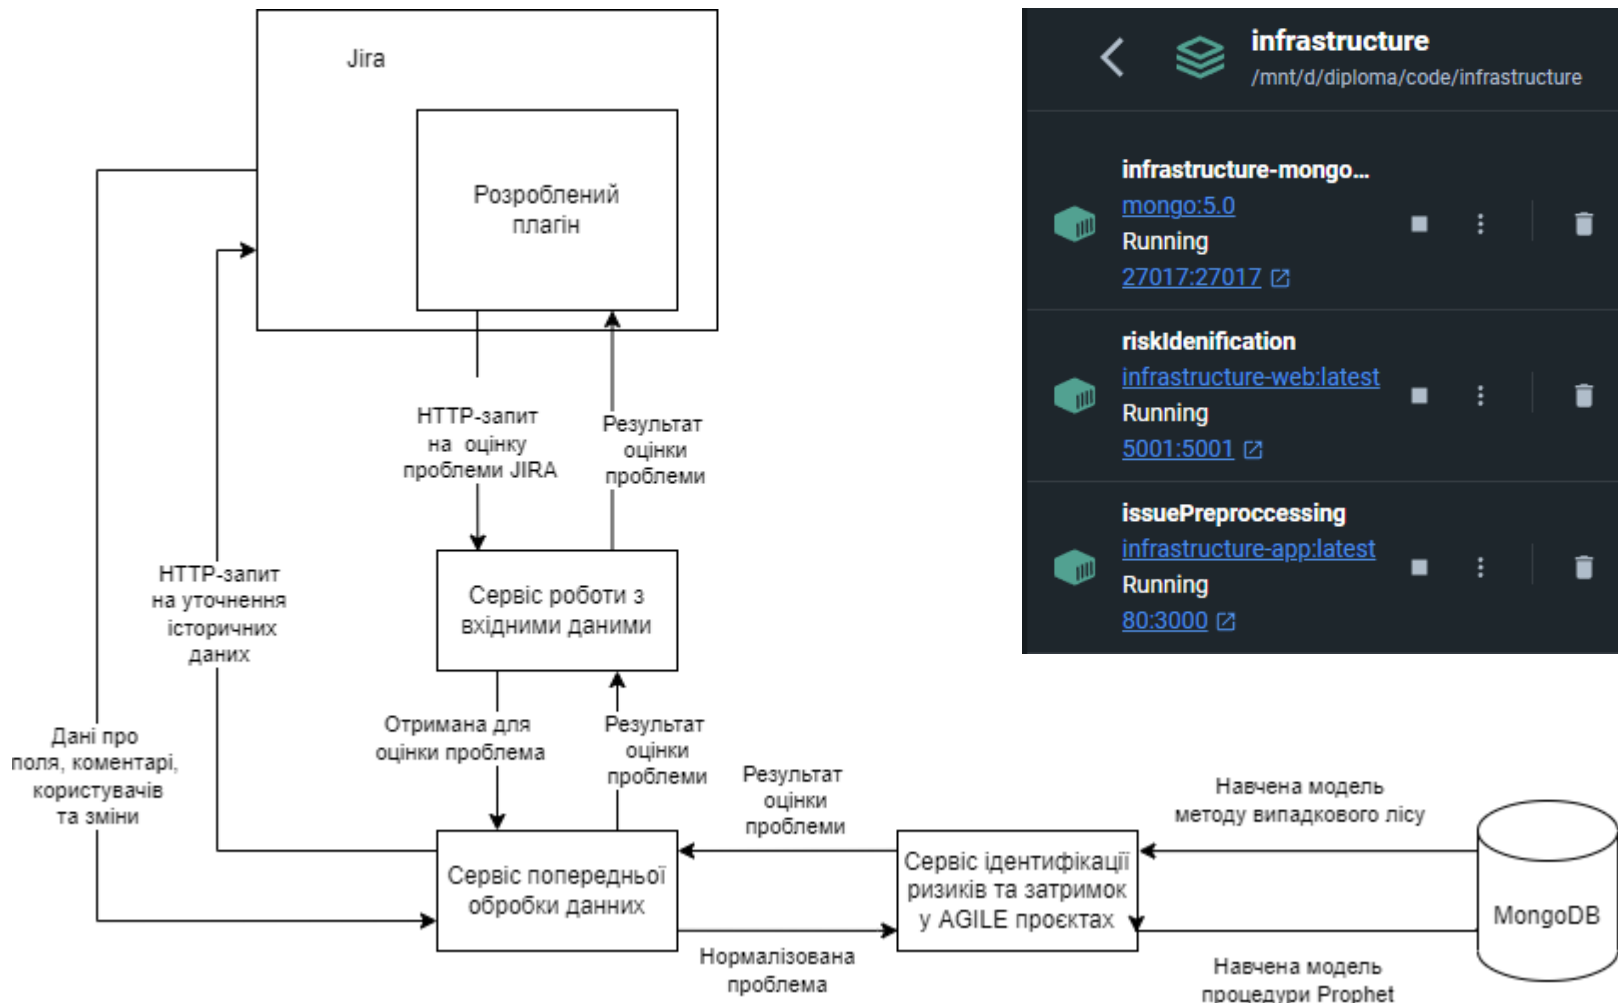 Jira
Розроблений
плагін
HTTP-запит
на оцінку
проблеми JIRA
Результат
оцінки
проблеми
HTTP-запит
на уточнення
історичних
даних
Сервіс роботи з
вхідними даними
Дані про
поля, коментарі,
користувачів
та зміни
Отримана для
оцінки проблема
Результат
оцінки
проблеми
Результат
оцінки
проблеми
Навчена модель
методу випадкового лісу
Сервіс попередньої
обробки данних
Сервіс ідентифікації
ризиків та затримок
у AGILE проєктах
MongoDB
Нормалізована
проблема
Навчена модель
процедури Prophet
infrastructure
/mnt/d/diploma/code/infrastructure
infrastructure-mongo...
mongo:5.0
Running
27017:27017
riskIdenification
infrastructure-web:latest
Running
5001:5001
issuePreproccessing
infrastructure-app:latest
Running
80:3000